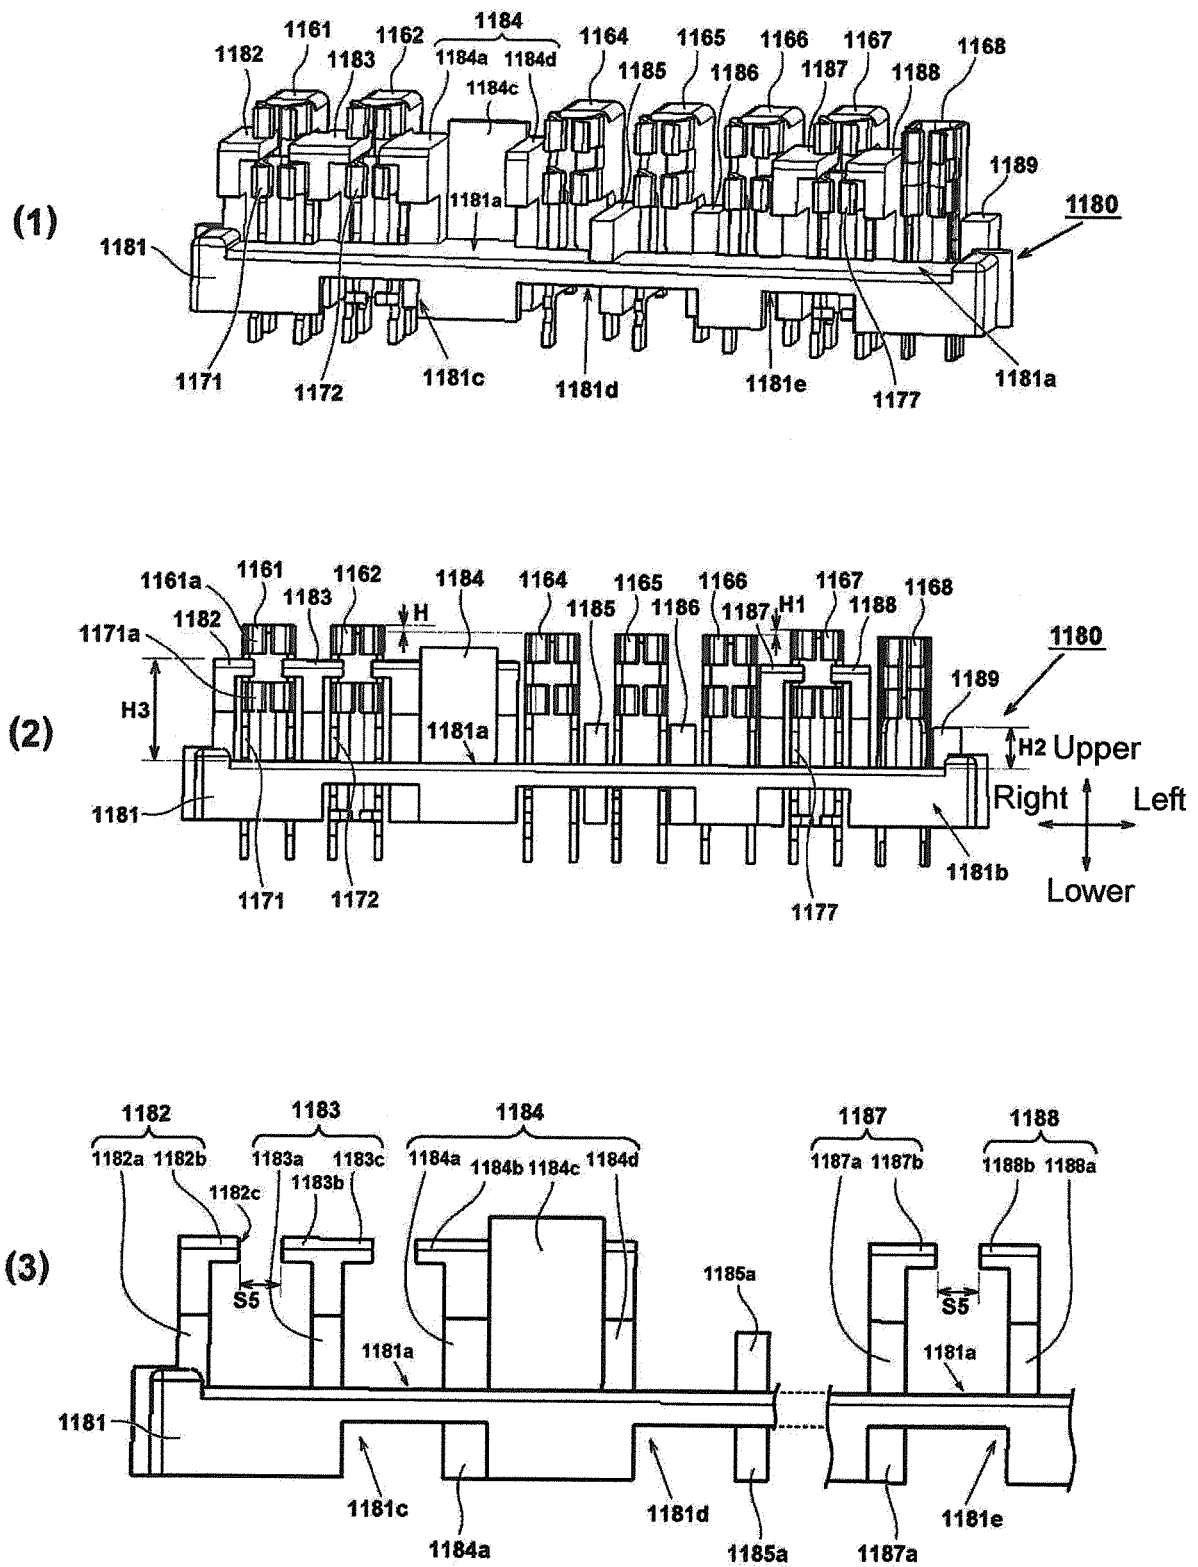 1184
1161 1162 1164 1165 1166 1167 1168
1182 1183 1184a 1184d 1185 1186 1187 1188
1184c
1189
1181a
1180
(1)
1181
1171 1172 1181c 1181d 1181e 1177 1181a
1161a 1161 1162 1184 1164 1165 1166 1167 1168
1182 1183 H 1185 1186 1187 H1 1188
1171a
1180
1189
H3
(2)
1181a
H2 Upper
Right Left
1181
1181b
Lower
1171 1172 1177
1182 1183 1184 1187 1188
1182a 1182b 1183a 1183c 1184a 1184b 1184c 1184d 1187a 1187b 1188b 1188a
1182c 1183b
(3)
S5 1185a S5
1181a 1181a
1181
1181c 1181d 1181e
1184a 1185a 1187a